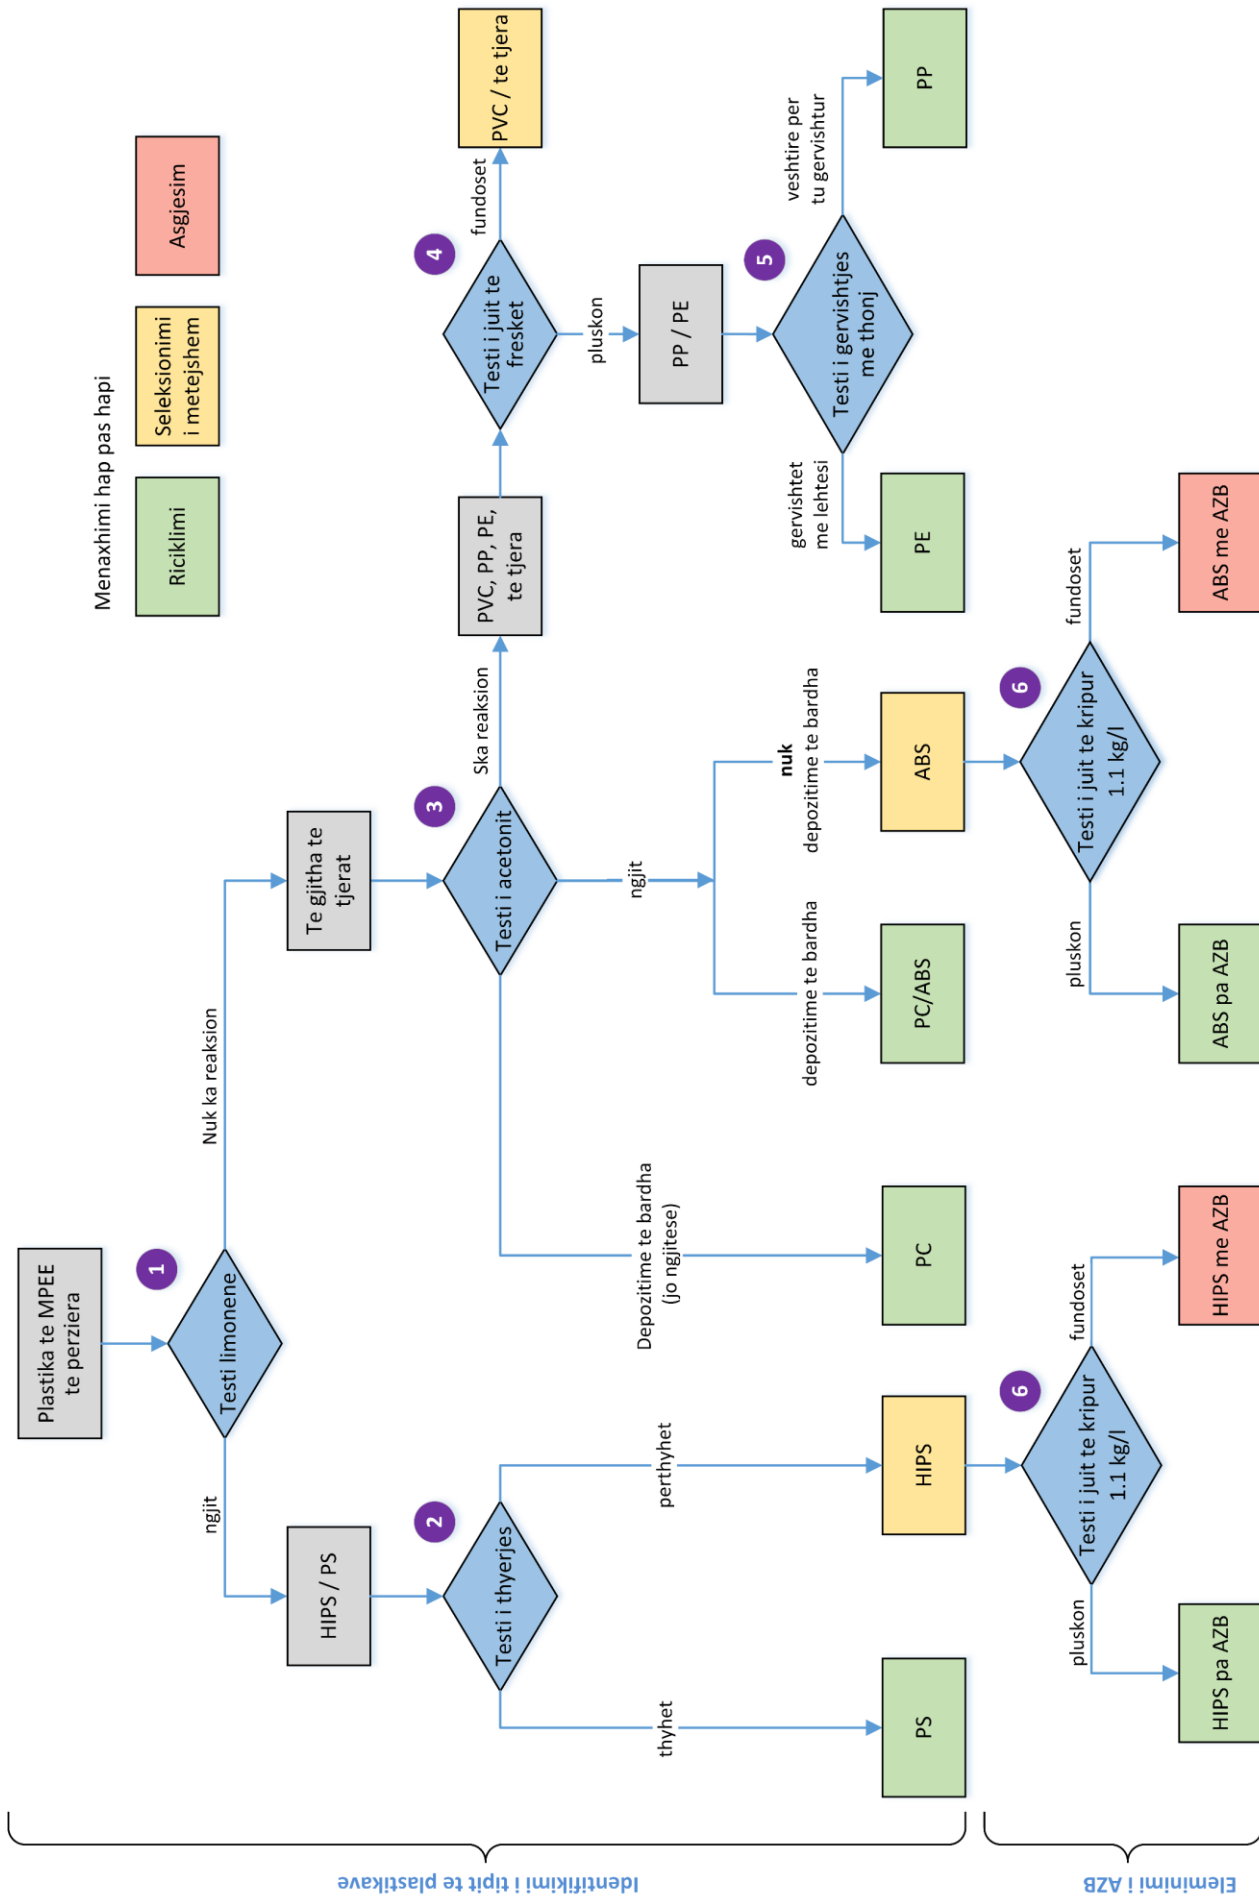 Menaxhimi hap pas hapi
Riciklimi
Seleksionimi
i metejshem
Asgjesim
Identifikimi i tipit te plastikave
Plastika te MPEE
te perziera
1
Testi limonene
ngjit
Nuk ka reaksion
HIPS / PS
Te gjitha te
tjerat
2
Testi i thyerjes
thyhet
perthyhet
3
Testi i acetonit
Depozitime te bardha
(jo ngjitese)
ngjit
Ska reaksion
depozitime te bardha
nuk
depozitime te bardha
PVC, PP, PE,
te tjera
4
Testi i juit te
fresket
fundoset
PVC / te tjera
pluskon
PP / PE
5
Testi i gervishtjes
me thonj
gervishtet
me lehtesi
veshtire per
tu gervishtur
PS
HIPS
PC
PC/ABS
ABS
PE
PP
Eleminimi i AZB
6
Testi i juit te kripur
1.1 kg/l
pluskon
fundoset
HIPS pa AZB
HIPS me AZB
6
Testi i juit te kripur
1.1 kg/l
pluskon
fundoset
ABS pa AZB
ABS me AZB